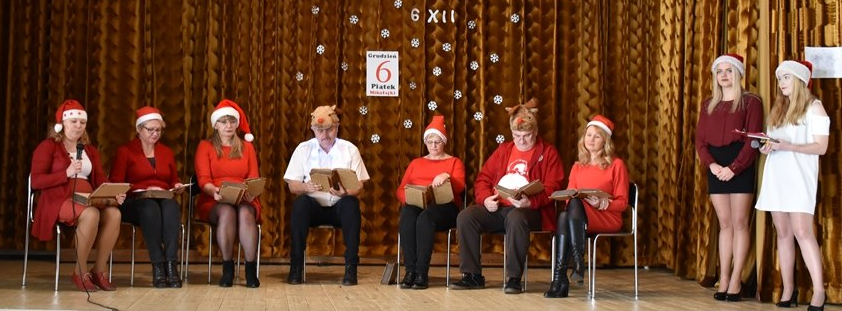 6 XII
Grudzień
6
Piątek
Mikołajki